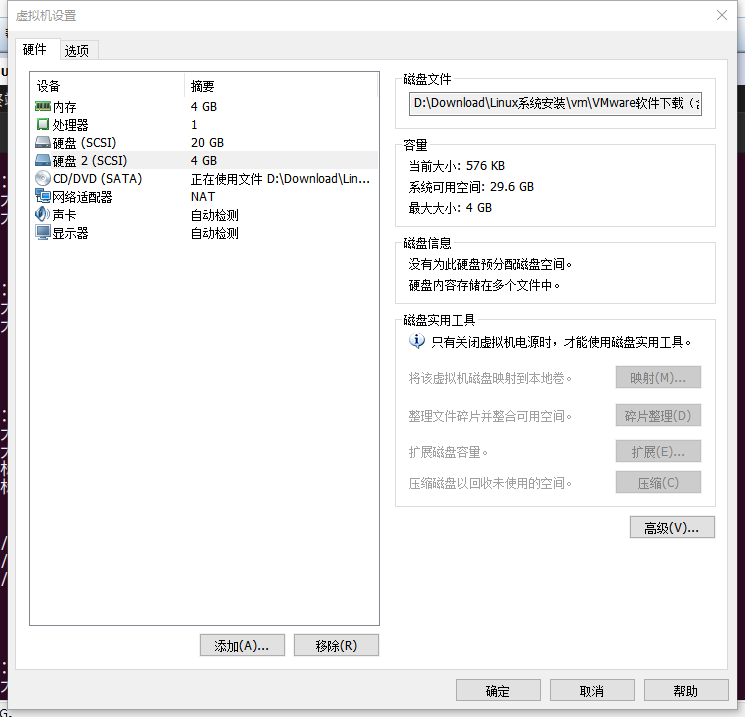 虚拟机设置
硬件 选项
设备 摘要
内存 4 GB
处理器 1
硬盘 (SCSI) 20 GB
硬盘 2 (SCSI) 4 GB
CD/DVD (SATA) 正在使用文件 D:\Download\Lin...
网络适配器 NAT
声卡 自动检测
显示器 自动检测
添加(A)... 移除(R)
磁盘文件
D:\Download\Linux系统安装\vm\VMware软件下载（
容量
当前大小: 576 KB
系统可用空间: 29.6 GB
最大大小: 4 GB
磁盘信息
没有为此硬盘预分配磁盘空间。
硬盘内容存储在多个文件中。
磁盘实用工具
只有关闭虚拟机电源时，才能使用磁盘实用工具。
将该虚拟机磁盘映射到本地卷。 映射(M)...
整理文件碎片并整合可用空间。 碎片整理(D)
扩展磁盘容量。 扩展(E)...
压缩磁盘以回收未使用的空间。 压缩(C)
高级(V)...
确定 取消 帮助